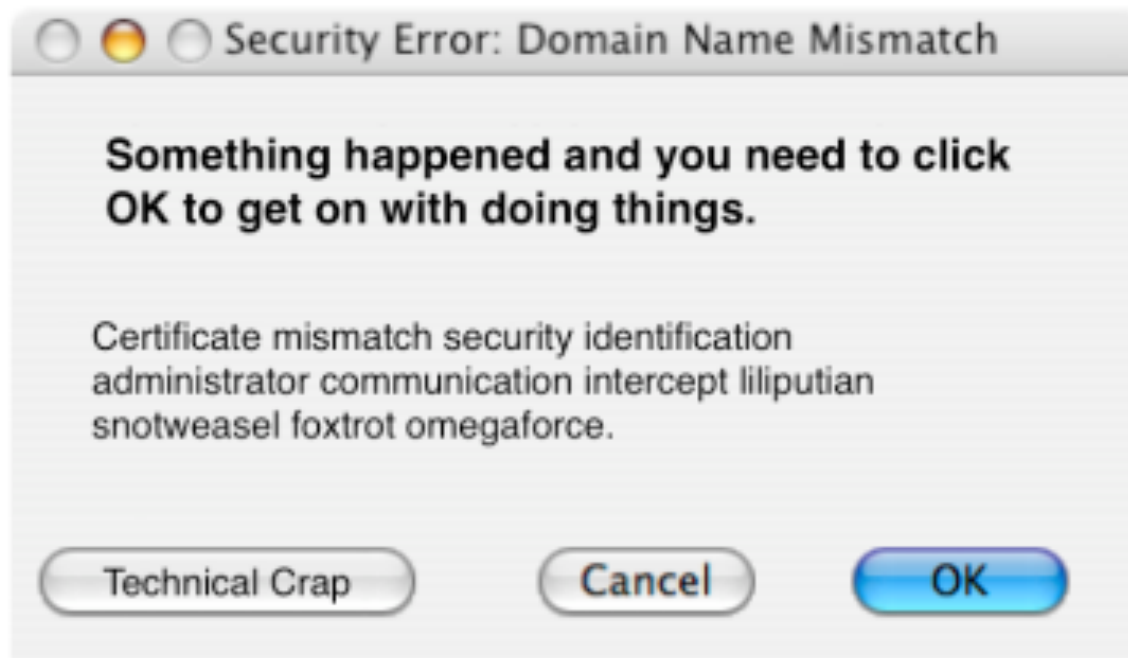 Security Error: Domain Name Mismatch
Something happened and you need to click
OK to get on with doing things.
Certificate mismatch security identification
administrator communication intercept liliputian
snotweasel foxtrot omegaforce.
Technical Crap Cancel OK